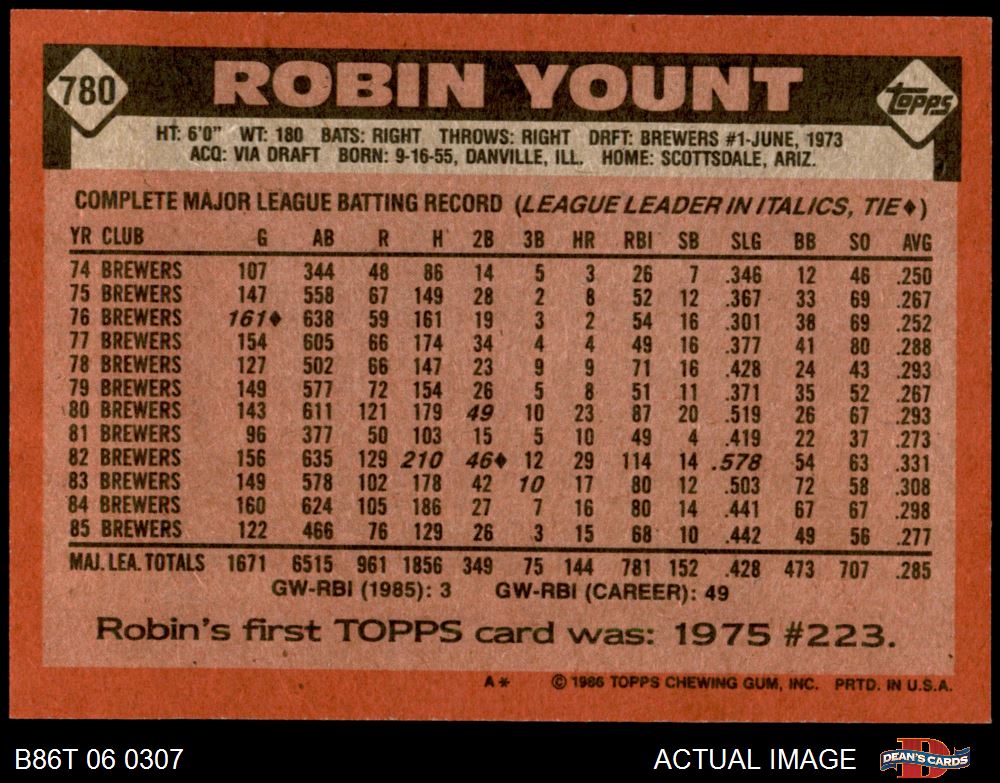 780 ROBIN YOUNT Topps
HT: 6'0" WT: 180 BATS: RIGHT THROWS: RIGHT DRFT: BREWERS #1-JUNE, 1973
ACQ: VIA DRAFT BORN: 9-16-55, DANVILLE, ILL. HOME: SCOTTSDALE, ARIZ.
COMPLETE MAJOR LEAGUE BATTING RECORD (LEAGUE LEADER IN ITALICS, TIE♦)
YR CLUB G AB R H 2B 3B HR RBI SB SLG BB SO AVG
74 BREWERS 107 344 48 86 14 5 3 26 7 .346 12 46 .250
75 BREWERS 147 558 67 149 28 2 8 52 12 .367 33 69 .267
76 BREWERS 161♦ 638 59 161 19 3 2 54 16 .301 38 69 .252
77 BREWERS 154 605 66 174 34 4 4 49 16 .377 41 80 .288
78 BREWERS 127 502 66 147 23 9 9 71 16 .428 24 43 .293
79 BREWERS 149 577 72 154 26 5 8 51 11 .371 35 52 .267
80 BREWERS 143 611 121 179 49 10 23 87 20 .519 26 67 .293
81 BREWERS 96 377 50 103 15 5 10 49 4 .419 22 37 .273
82 BREWERS 156 635 129 210 46♦ 12 29 114 14 .578 54 63 .331
83 BREWERS 149 578 102 178 42 10 17 80 12 .503 72 58 .308
84 BREWERS 160 624 105 186 27 7 16 80 14 .441 67 67 .298
85 BREWERS 122 466 76 129 26 3 15 68 10 .442 49 56 .277
MAJ. LEA. TOTALS 1671 6515 961 1856 349 75 144 781 152 .428 473 707 .285
GW-RBI (1985): 3 GW-RBI (CAREER): 49
Robin's first TOPPS card was: 1975 #223.
A* © 1986 TOPPS CHEWING GUM, INC. PRTD. IN U.S.A.
B86T 06 0307 ACTUAL IMAGE DEAN'S CARDS